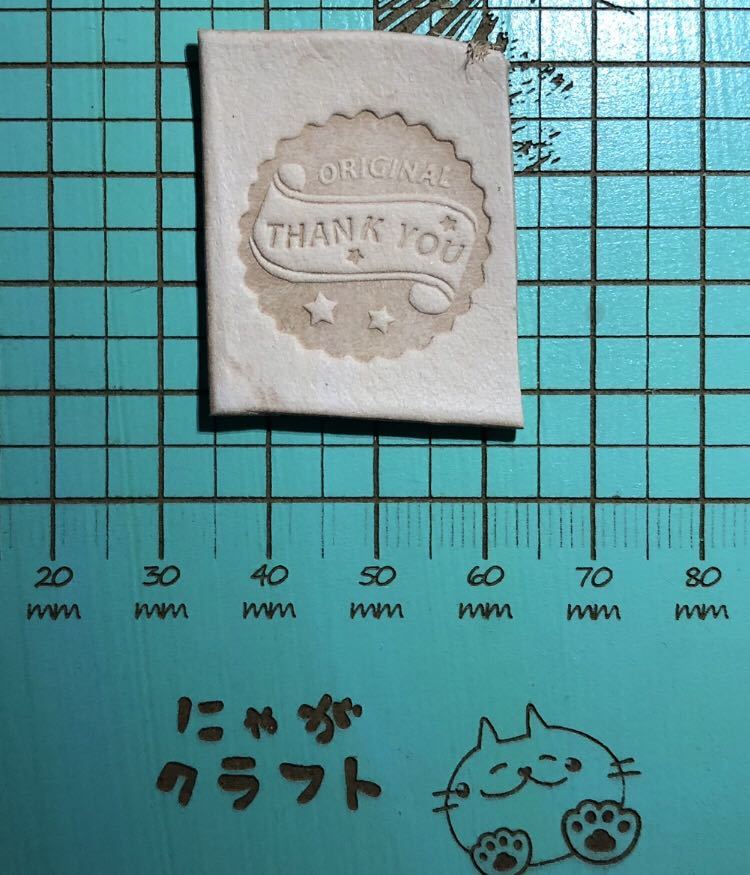 ORIGINAL
THANK YOU
20 30 40 50 60 70 80
mm mm mm mm mm mm mm
にゃが
クラフト